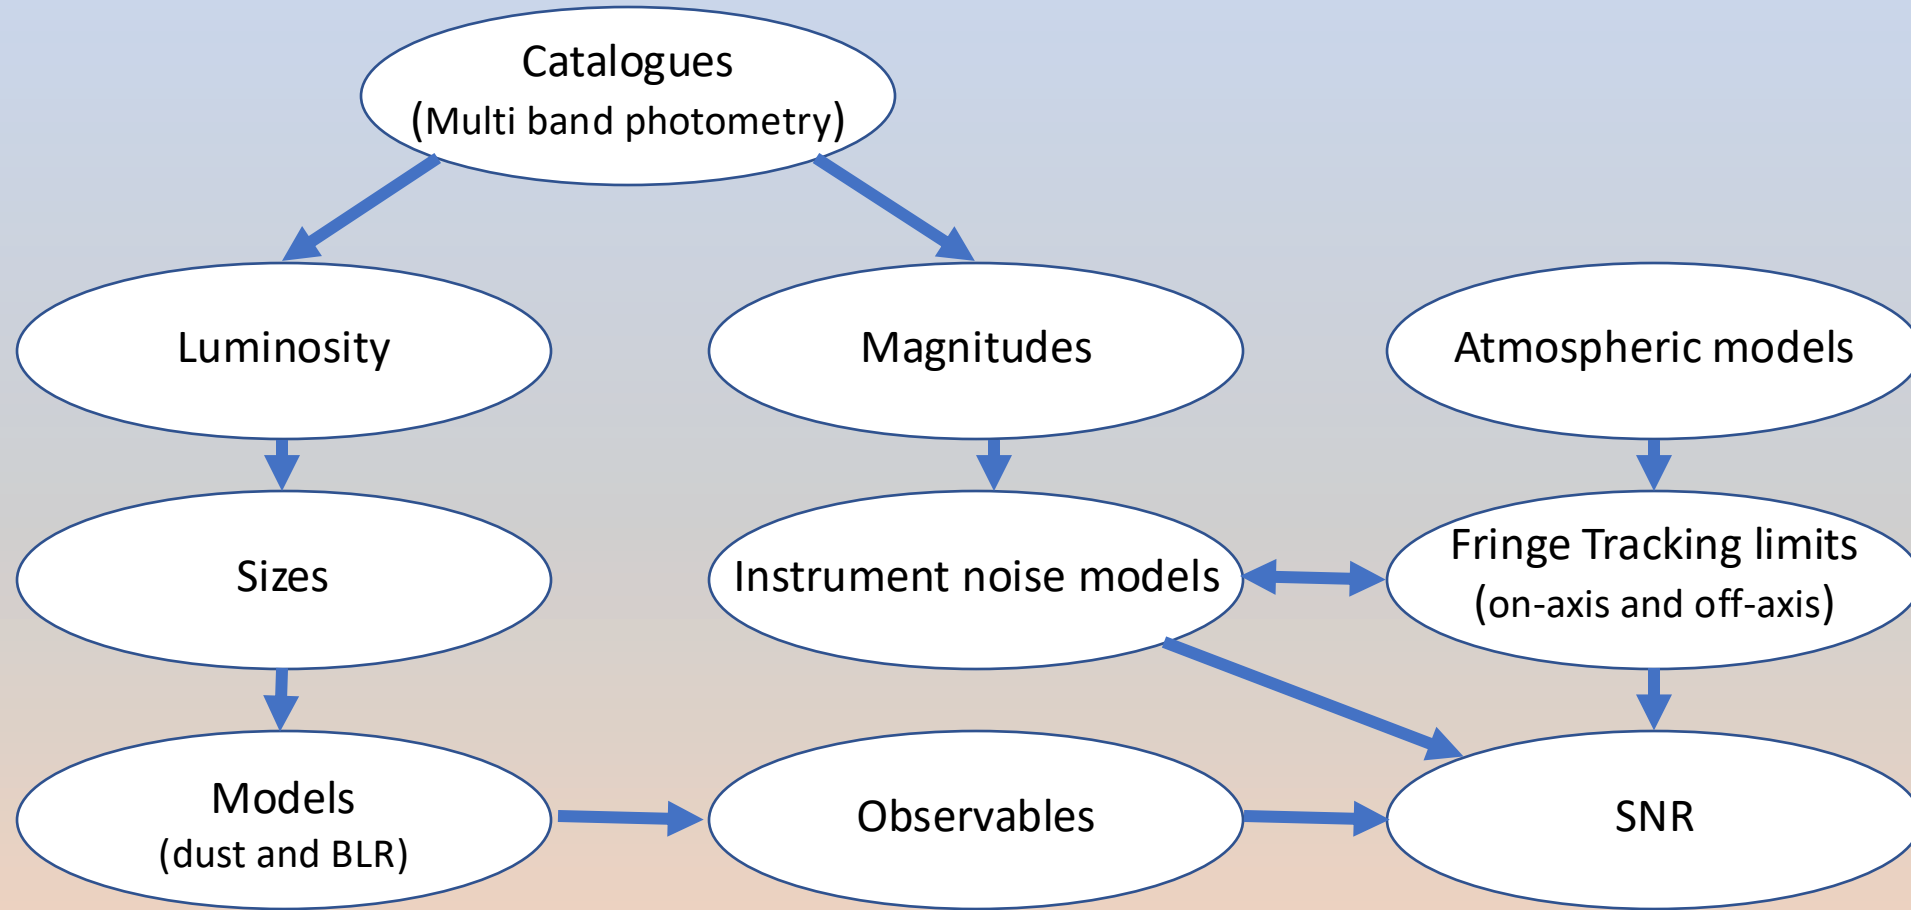 Catalogues
(Multi band photometry)
Luminosity
Magnitudes
Atmospheric models
Sizes
Instrument noise models
Fringe Tracking limits
(on-axis and off-axis)
Models
(dust and BLR)
Observables
SNR